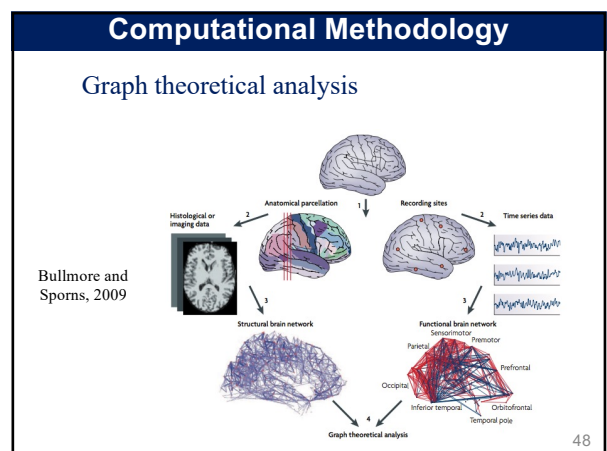 Computational Methodology
Graph theoretical analysis
Anatomical parcellation
1
Recording sites
Histological or
imaging data
2
2
Time series data
Bullmore and
Sporns, 2009
3
3
Structural brain network
Functional brain network
Sensorimotor
Premotor
Parietal
Prefrontal
Occipital
Inferior temporal
Orbitofrontal
Temporal pole
4
Graph theoretical analysis
48